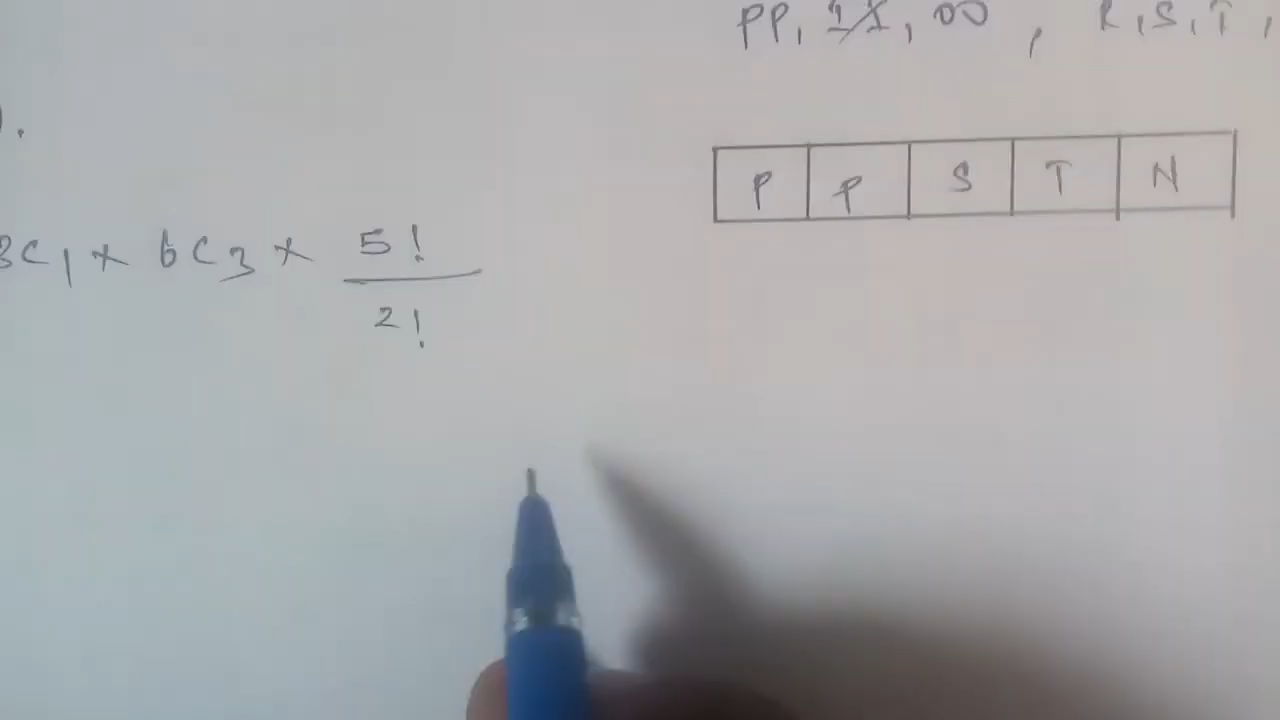 PP, II, OO , R, S, T,
).
P P S T N
3C1 × 6C3 × 5!
2!